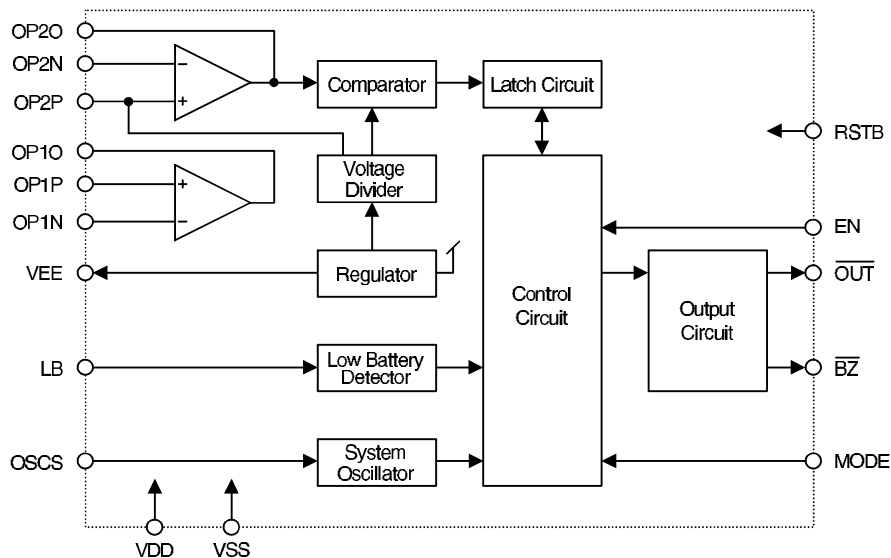 OP2O
OP2N
OP2P
OP1O
OP1P
OP1N
VEE
LB
OSCS
−
+
+
−
Comparator
Latch Circuit
Voltage
Divider
Regulator
Low Battery
Detector
System
Oscillator
Control
Circuit
Output
Circuit
RSTB
EN
OUT
BZ
MODE
VDD
VSS